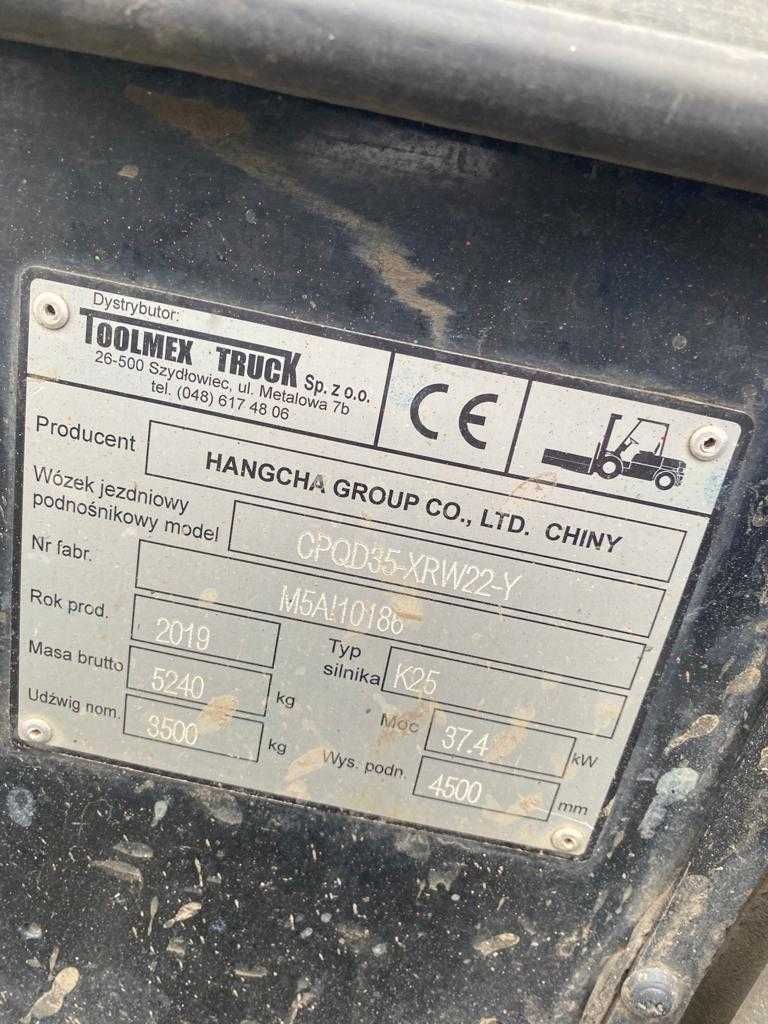 Dystrybutor:
TOOLMEX TRUCK Sp. z o.o.
26-500 Szydłowiec, ul. Metalowa 7b
tel. (048) 617 48 06
CE
Producent HANGCHA GROUP CO., LTD. CHINY
Wózek jezdniowy
podnośnikowy model CPQD35-XRW22-Y
Nr fabr. M5A!10186
Rok prod. 2019 Typ silnika K25
Masa brutto 5240 kg Moc 37.4 kW
Udźwig nom. 3500 kg Wys. podn. 4500 mm